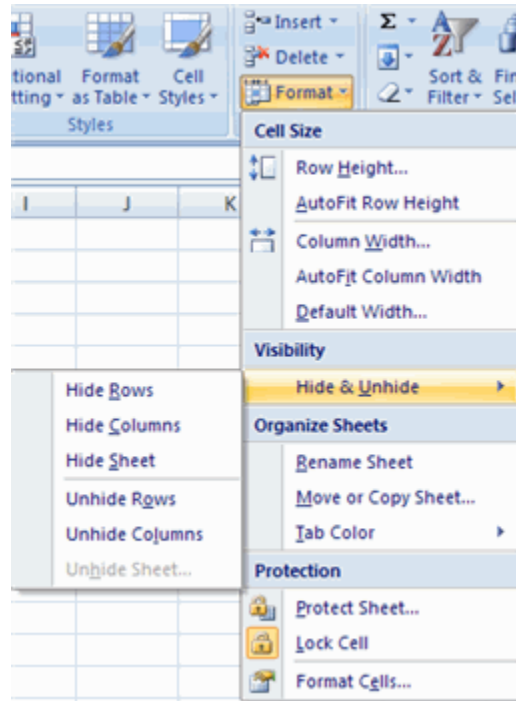 Insert
Delete
Format
Σ
tional Format Cell
tting as Table Styles
Styles
Sort & Fin
Filter Sel
I J K
Cell Size
Row Height...
AutoFit Row Height
Column Width...
AutoFit Column Width
Default Width...
Visibility
Hide & Unhide
Hide Rows
Hide Columns
Hide Sheet
Unhide Rows
Unhide Columns
Unhide Sheet...
Organize Sheets
Rename Sheet
Move or Copy Sheet...
Tab Color
Protection
Protect Sheet...
Lock Cell
Format Cells...